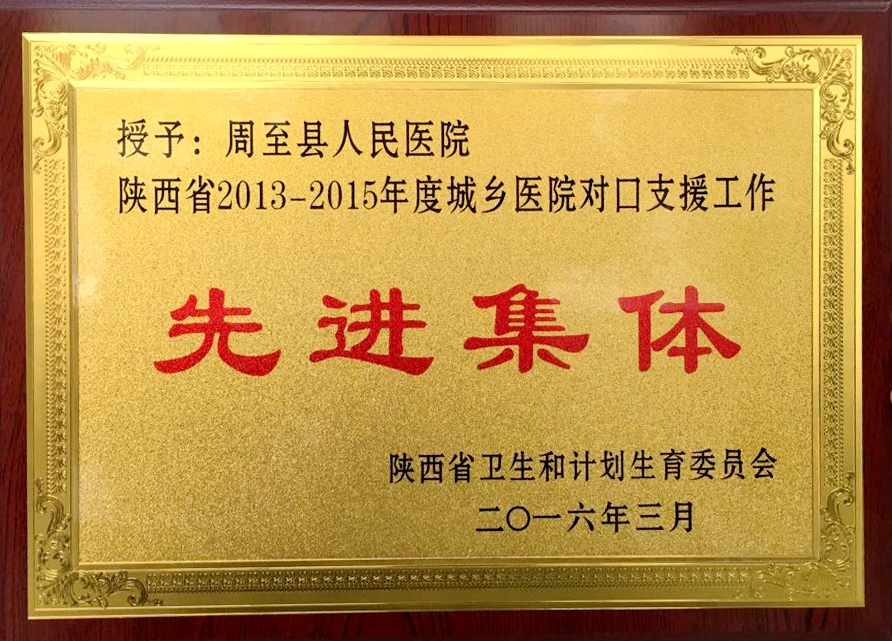 授予：周至县人民医院
陕西省2013-2015年度城乡医院对口支援工作
先进集体
陕西省卫生和计划生育委员会
二〇一六年三月